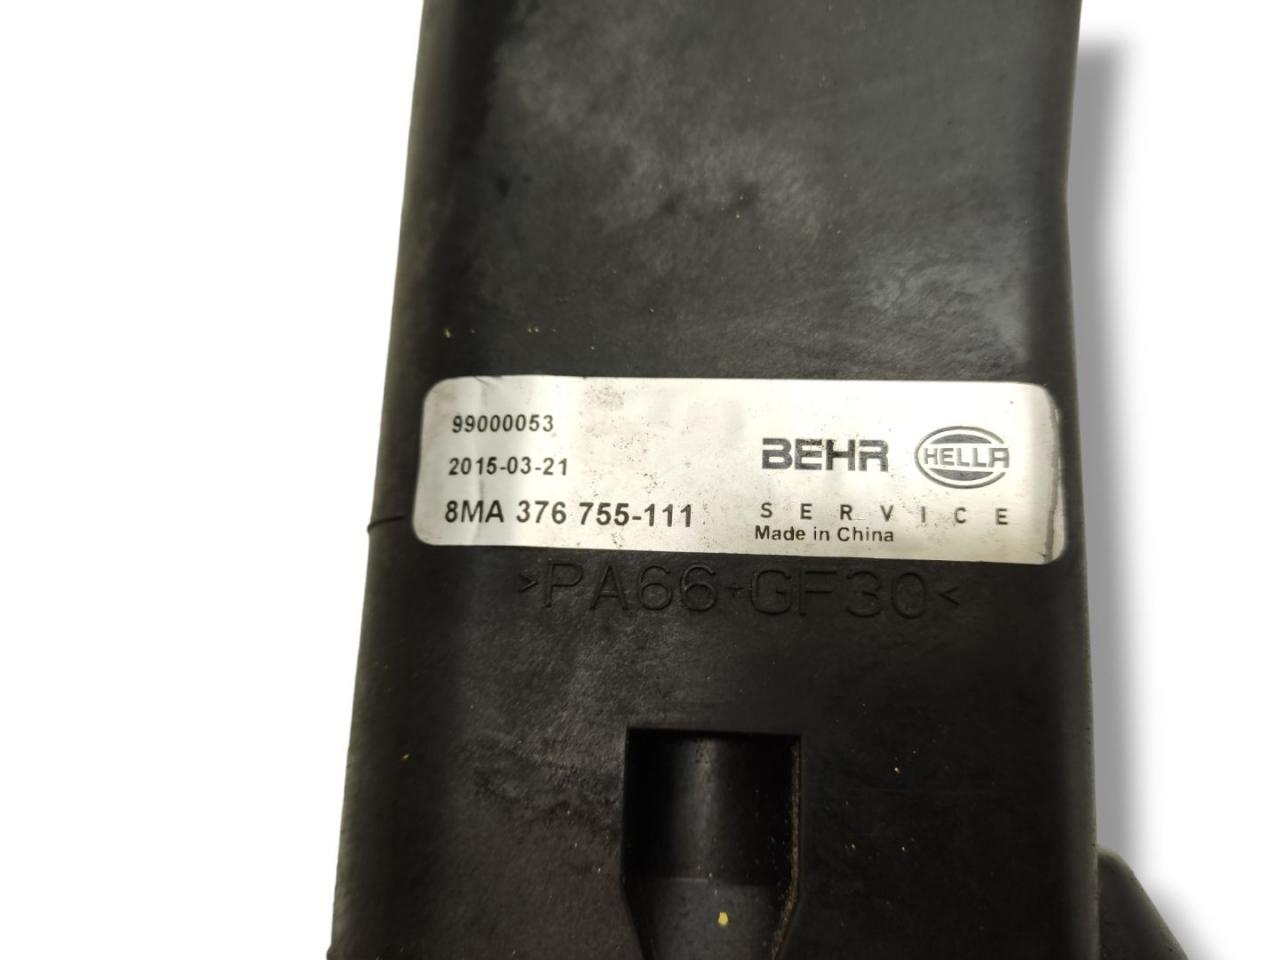 99000053
2015-03-21
8MA 376 755-111
BEHR HELLA
SERVICE
Made in China
>PA66+GF30<